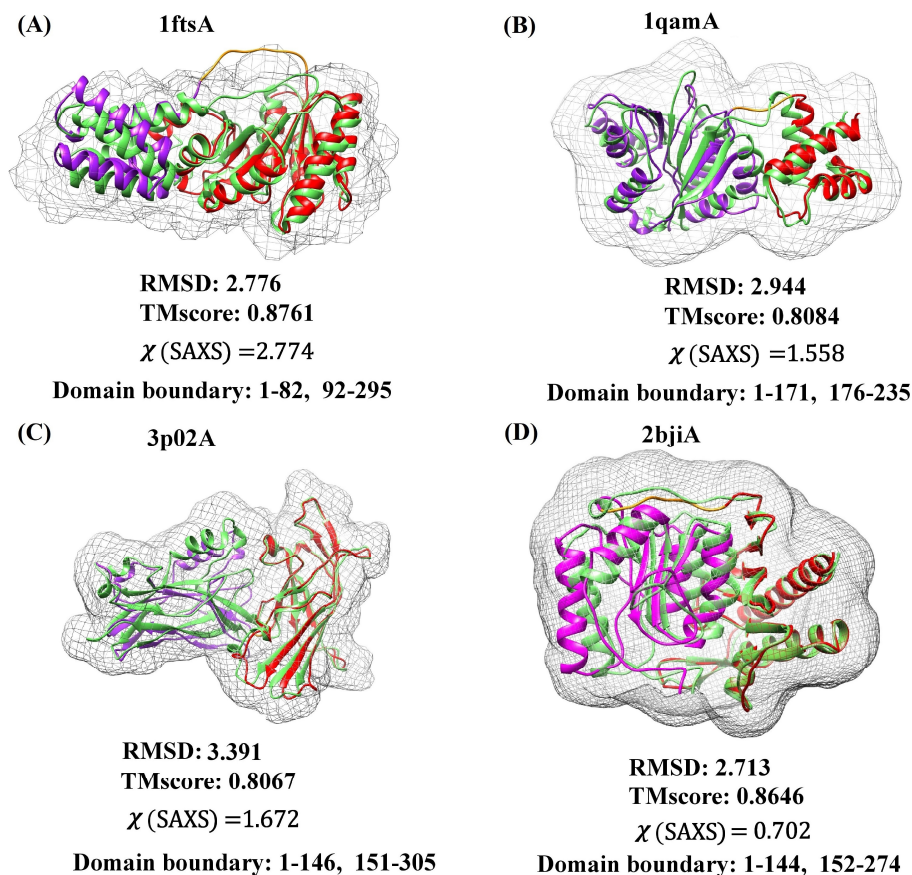 (A)
1ftsA
RMSD: 2.776
TMscore: 0.8761
χ (SAXS) =2.774
Domain boundary: 1-82, 92-295
(B)
1qamA
RMSD: 2.944
TMscore: 0.8084
χ (SAXS) =1.558
Domain boundary: 1-171, 176-235
(C)
3p02A
RMSD: 3.391
TMscore: 0.8067
χ (SAXS) =1.672
Domain boundary: 1-146, 151-305
(D)
2bjiA
RMSD: 2.713
TMscore: 0.8646
χ (SAXS) = 0.702
Domain boundary: 1-144, 152-274